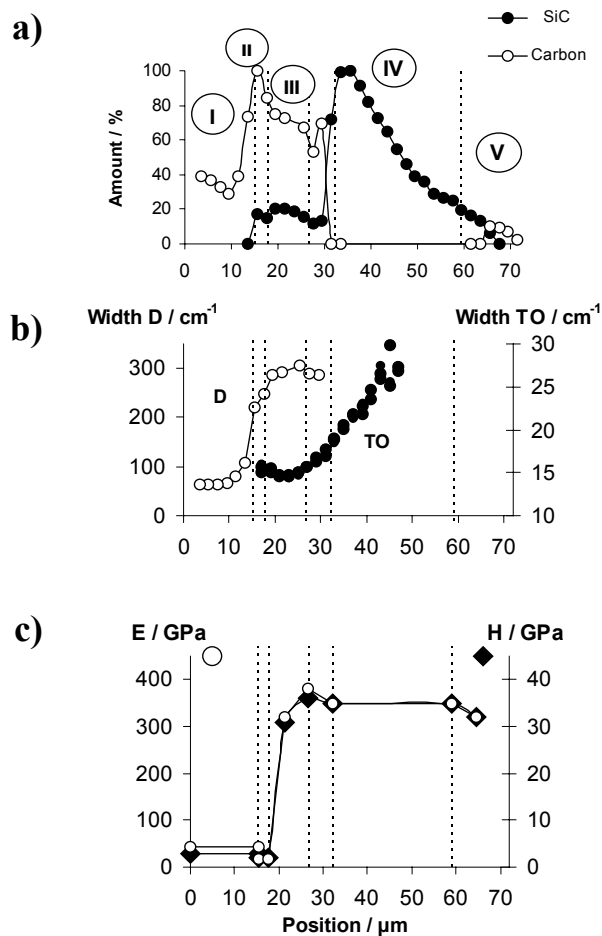 a)
SiC
Carbon
I
II
III
IV
V
Amount / %
100
80
60
40
20
0
0 10 20 30 40 50 60 70
b)
Width D / cm-1
Width TO / cm-1
300
200
100
0
30
25
20
15
10
D
TO
0 10 20 30 40 50 60 70
c)
E / GPa
H / GPa
400
300
200
100
0
40
30
20
10
0
0 10 20 30 40 50 60 70
Position / µm